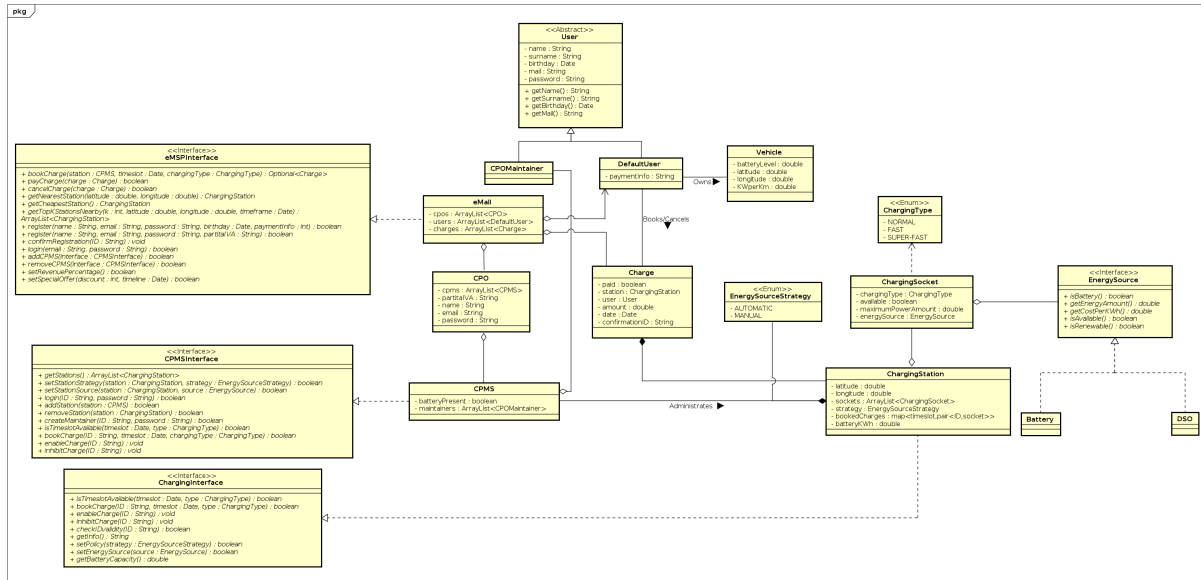 pkg
<<Abstract>>
User
- name : String
- surname : String
- birthday : Date
- mail : String
- password : String
+ getName() : String
+ getSurname() : String
+ getBirthday() : Date
+ getMail() : String
<<Interface>>
eMSPInterface
+ bookCharge(station : CPMS, timeslot : Date, chargingType : ChargingType) : Optional<Charge>
+ payCharge(charge : Charge) : boolean
+ cancelCharge(charge : Charge) : boolean
+ getNearestStation(latitude : double, longitude : double) : ChargingStation
+ getCheapestStation() : ChargingStation
+ getTopKStationsNearby(k : int, latitude : double, longitude : double, timeframe : Date) :
ArrayList<ChargingStation>
+ register(name : String, email : String, password : String, birthday : Date, paymentInfo : int) : boolean
+ register(name : String, email : String, password : String, partitaIVA : String) : boolean
+ confirmRegistration(ID : String) : void
+ login(email : String, password : String) : boolean
+ addCPMS(interface : CPMSInterface) : boolean
+ removeCPMS(interface : CPMSInterface) : boolean
+ setRevenuePercentage() : boolean
+ setSpecialOffer(discount : int, timeline : Date) : boolean
CPOMaintainer
DefaultUser
- paymentInfo : String
Owns
Vehicle
- batteryLevel : double
- latitude : double
- longitude : double
- KWperKm : double
eMall
- cpos : ArrayList<CPO>
- users : ArrayList<DefaultUser>
- charges : ArrayList<Charge>
Books/Cancels
<<Enum>>
ChargingType
- NORMAL
- FAST
- SUPER-FAST
CPO
- cpms : ArrayList<CPMS>
- partitaIVA : String
- name : String
- email : String
- password : String
Charge
- paid : boolean
- station : ChargingStation
- user : User
- amount : double
- date : Date
- confirmationID : String
<<Enum>>
EnergySourceStrategy
- AUTOMATIC
- MANUAL
ChargingSocket
- chargingType : ChargingType
- available : boolean
- maximumPowerAmount : double
- energySource : EnergySource
<<Interface>>
EnergySource
+ isBattery() : boolean
+ getEnergyAmount() : double
+ getCostPerKWh() : double
+ isAvailable() : boolean
+ isRenewable() : boolean
<<Interface>>
CPMSInterface
+ getStations() : ArrayList<ChargingStation>
+ setStationStrategy(station : ChargingStation, strategy : EnergySourceStrategy) : boolean
+ setStationSource(station : ChargingStation, source : EnergySource) : boolean
+ login(ID : String, password : String) : boolean
+ addStation(station : CPMS) : boolean
+ removeStation(station : ChargingStation) : boolean
+ createMaintainer(ID : String, password : String) : boolean
+ isTimeslotAvailable(timeslot : Date, type : ChargingType) : boolean
+ bookCharge(ID : String, timeslot : Date, chargingType : ChargingType) : boolean
+ enableCharge(ID : String) : void
+ inhibitCharge(ID : String) : void
CPMS
- batteryPresent : boolean
- maintainers : ArrayList<CPOMaintainer>
Administrates
ChargingStation
- latitude : double
- longitude : double
- sockets : ArrayList<ChargingSocket>
- strategy : EnergySourceStrategy
- bookedCharges : map<timeslot,pair<ID,socket>>
- batteryKWh : double
Battery
DSO
<<Interface>>
ChargingInterface
+ isTimeslotAvailable(timeslot : Date, type : ChargingType) : boolean
+ bookCharge(ID : String, timeslot : Date, type : ChargingType) : boolean
+ enableCharge(ID : String) : void
+ inhibitCharge(ID : String) : void
+ checkIDvalidity(ID : String) : boolean
+ getInfo() : String
+ setPolicy(strategy : EnergySourceStrategy) : boolean
+ setEnergySource(source : EnergySource) : boolean
+ getBatteryCapacity() : double